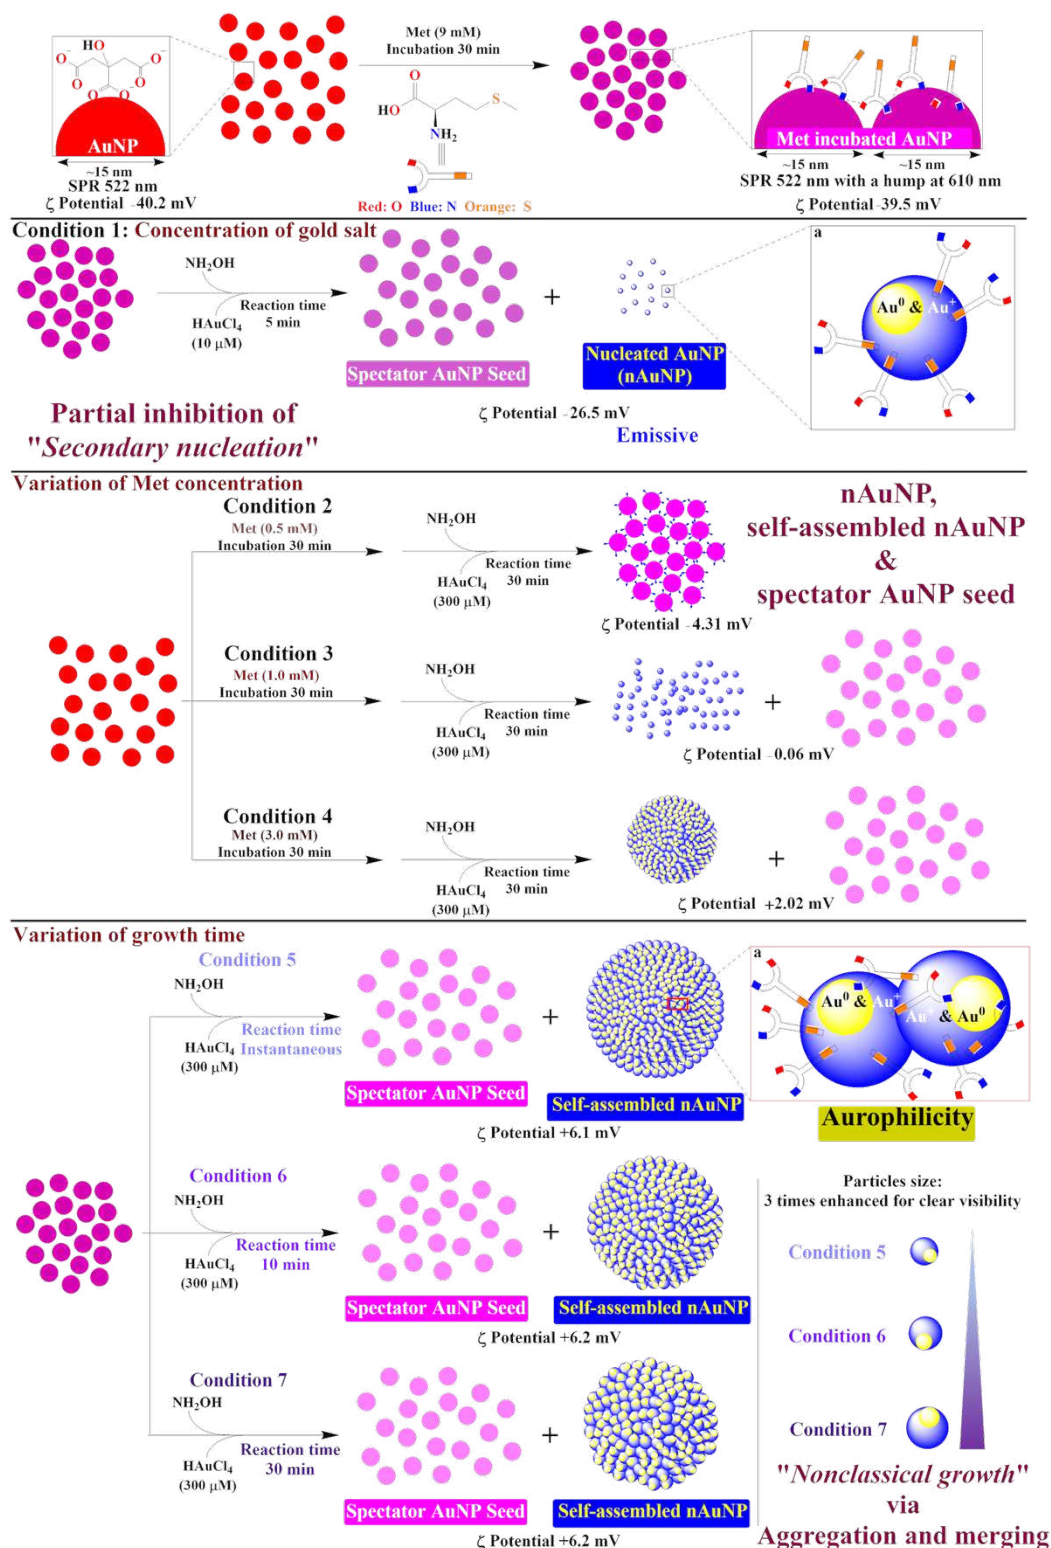 Met (9 mM)
Incubation 30 min
HO
O⁻
O⁻
O
O
O
O⁻
AuNP
~15 nm
SPR 522 nm
ζ Potential -40.2 mV
O
HO
S
NH₂
Red: O Blue: N Orange: S
Met incubated AuNP
~15 nm
~15 nm
SPR 522 nm with a hump at 610 nm
ζ Potential -39.5 mV
Condition 1: Concentration of gold salt
NH₂OH
Reaction time
5 min
HAuCl₄
(10 µM)
Spectator AuNP Seed
+
Nucleated AuNP
(nAuNP)
ζ Potential -26.5 mV
Emissive
a
Au⁰ & Au⁺
Partial inhibition of
"Secondary nucleation"
Variation of Met concentration
Condition 2
Met (0.5 mM)
Incubation 30 min
NH₂OH
Reaction time
30 min
HAuCl₄
(300 µM)
ζ Potential -4.31 mV
nAuNP,
self-assembled nAuNP
&
spectator AuNP seed
Condition 3
Met (1.0 mM)
Incubation 30 min
NH₂OH
Reaction time
30 min
HAuCl₄
(300 µM)
+
ζ Potential -0.06 mV
Condition 4
Met (3.0 mM)
Incubation 30 min
NH₂OH
Reaction time
30 min
HAuCl₄
(300 µM)
+
ζ Potential +2.02 mV
Variation of growth time
Condition 5
NH₂OH
Reaction time
Instantaneous
HAuCl₄
(300 µM)
Spectator AuNP Seed
+
Self-assembled nAuNP
ζ Potential +6.1 mV
a
Au⁰ & Au⁺
Au⁺ & Au⁰
Aurophilicity
Condition 6
NH₂OH
Reaction time
10 min
HAuCl₄
(300 µM)
Spectator AuNP Seed
+
Self-assembled nAuNP
ζ Potential +6.2 mV
Condition 7
NH₂OH
Reaction time
30 min
HAuCl₄
(300 µM)
Spectator AuNP Seed
+
Self-assembled nAuNP
ζ Potential +6.2 mV
Particles size:
3 times enhanced for clear visibility
Condition 5
Condition 6
Condition 7
"Nonclassical growth"
via
Aggregation and merging